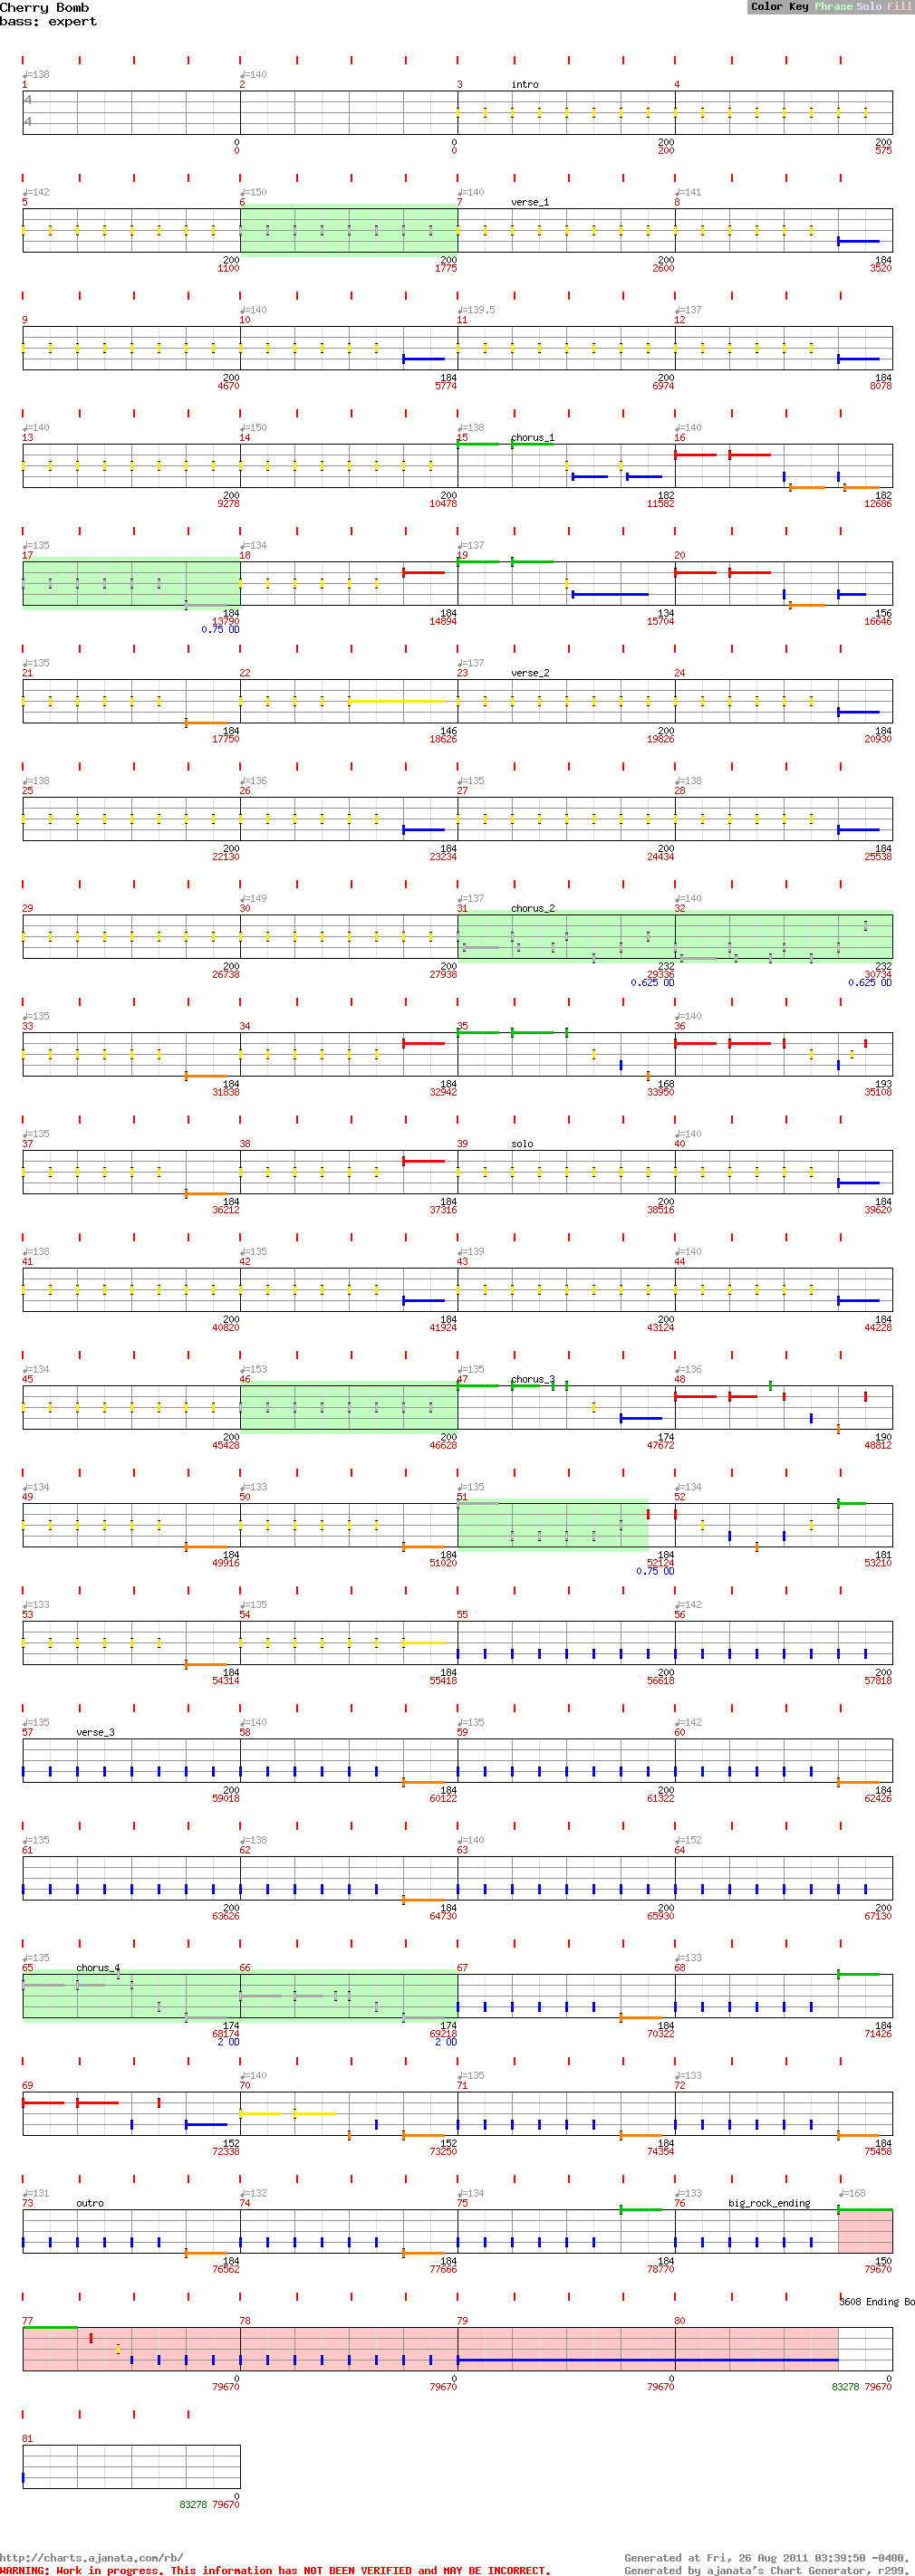 Cherry Bomb
bass: expert
Color Key Phrase Solo Fill
♩=138 ♩=140
1 2 3 intro 4
4
4
0 0 200 200
0 0 200 575
♩=142 ♩=150 ♩=140 ♩=141
5 6 7 verse_1 8
200 200 200 184
1100 1775 2600 3520
♩=140 ♩=139.5 ♩=137
9 10 11 12
200 184 200 184
4670 5774 6974 8078
♩=140 ♩=150 ♩=138 ♩=140
13 14 15 chorus_1 16
200 200 182 182
9278 10478 11582 12686
♩=135 ♩=134 ♩=137
17 18 19 20
184 184 134 156
13790 14894 15704 16646
0.75 OD
♩=135 ♩=137
21 22 23 verse_2 24
184 146 200 184
17750 18626 19826 20930
♩=138 ♩=136 ♩=135 ♩=138
25 26 27 28
200 184 200 184
22130 23234 24434 25538
♩=149 ♩=137 ♩=140
29 30 31 chorus_2 32
200 200 232 232
26738 27938 29336 30734
0.625 OD 0.625 OD
♩=135 ♩=140
33 34 35 36
184 184 168 193
31838 32942 33950 35108
♩=135 ♩=140
37 38 39 solo 40
184 184 200 184
36212 37316 38516 39620
♩=138 ♩=135 ♩=139 ♩=140
41 42 43 44
200 184 200 184
40820 41924 43124 44228
♩=134 ♩=153 ♩=135 ♩=136
45 46 47 chorus_3 48
200 200 174 190
45428 46628 47672 48812
♩=134 ♩=133 ♩=135 ♩=134
49 50 51 52
184 184 184 181
49916 51020 52124 53210
0.75 OD
♩=133 ♩=135 ♩=142
53 54 55 56
184 184 200 200
54314 55418 56618 57818
♩=135 ♩=140 ♩=135 ♩=142
57 verse_3 58 59 60
200 184 200 184
59018 60122 61322 62426
♩=135 ♩=138 ♩=140 ♩=152
61 62 63 64
200 184 200 200
63626 64730 65930 67130
♩=135 ♩=133
65 chorus_4 66 67 68
174 174 184 184
68174 69218 70322 71426
2 OD 2 OD
♩=140 ♩=135 ♩=133
69 70 71 72
152 152 184 184
72338 73250 74354 75458
♩=131 ♩=132 ♩=134 ♩=133 ♩=168
73 outro 74 75 76 big_rock_ending
184 184 184 150
76562 77666 78770 79670
3608 Ending Bo
77 78 79 80
0 0 0 0
79670 79670 79670 83278 79670
81
0
83278 79670
http://charts.ajanata.com/rb/
Generated at Fri, 26 Aug 2011 03:39:50 -0400.
WARNING: Work in progress. This information has NOT BEEN VERIFIED and MAY BE INCORRECT.
Generated by ajanata's Chart Generator, r299.